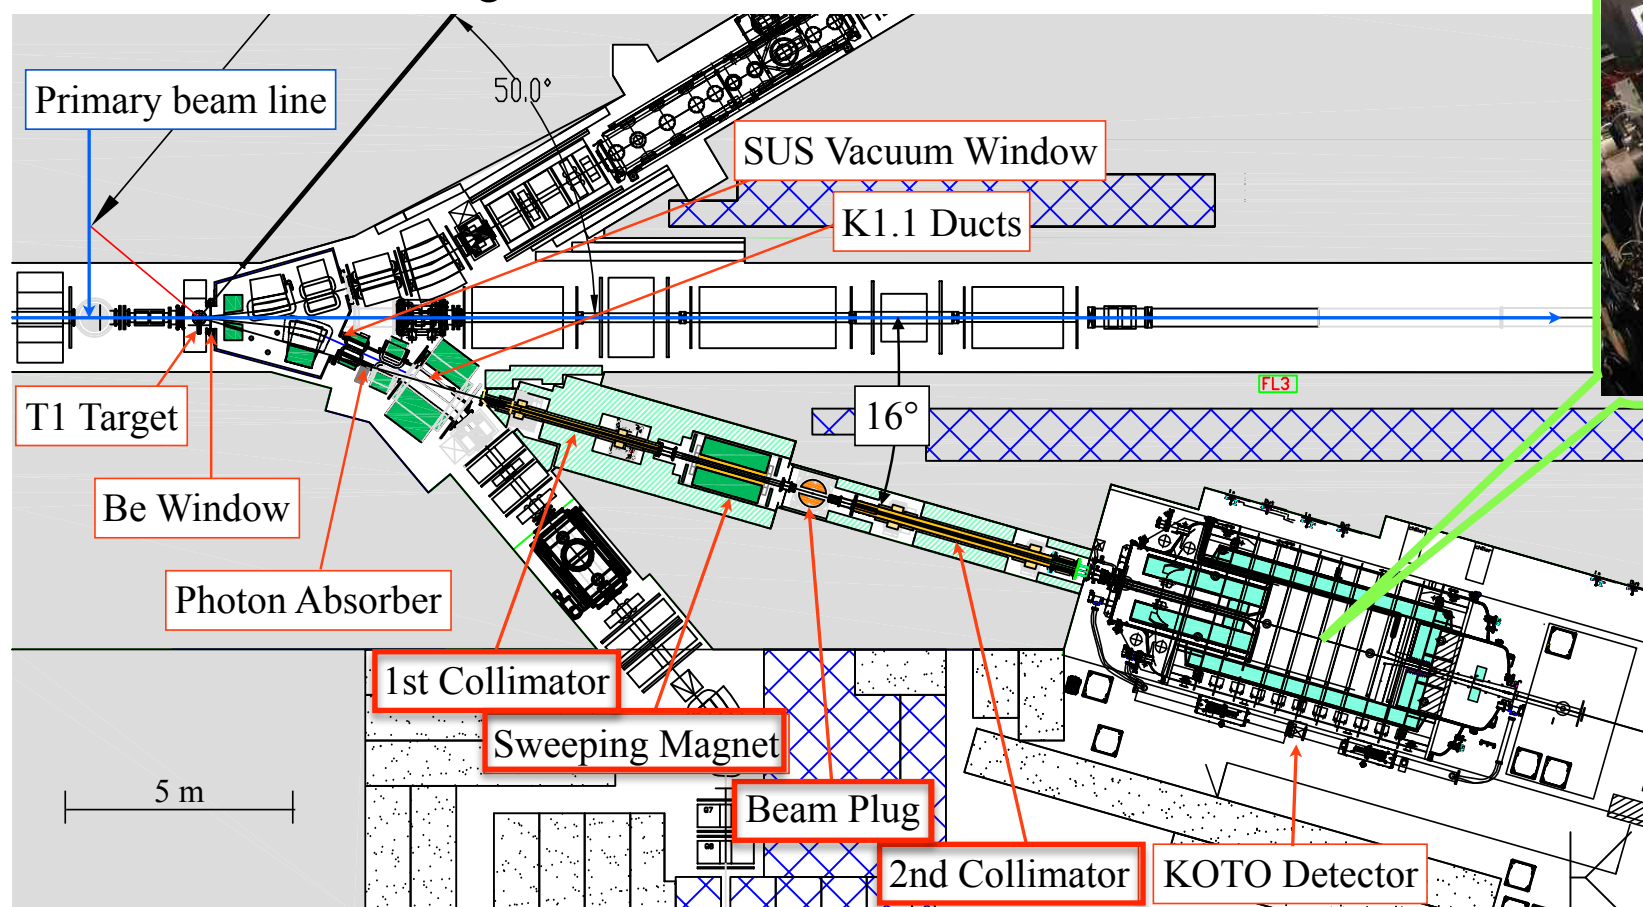 Primary beam line
50.0°
SUS Vacuum Window
K1.1 Ducts
T1 Target
16°
FL3
Be Window
Photon Absorber
1st Collimator
Sweeping Magnet
5 m
Beam Plug
2nd Collimator
KOTO Detector